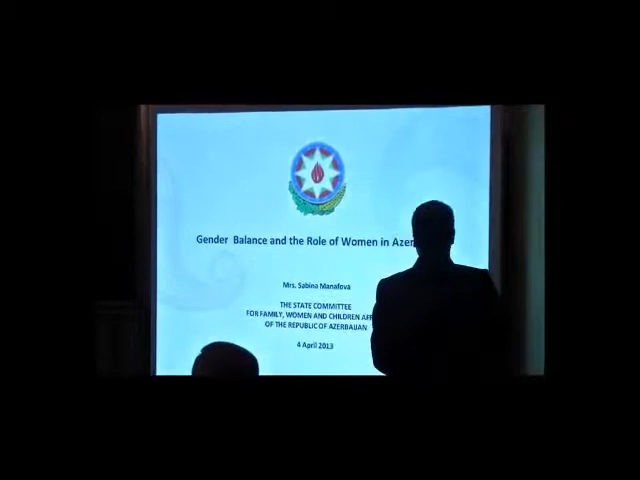 Gender Balance and the Role of Women in Azer
Mrs. Sabina Manafova
THE STATE COMMITTEE
FOR FAMILY, WOMEN AND CHILDREN AFF
OF THE REPUBLIC OF AZERBAIJAN
4 April 2013